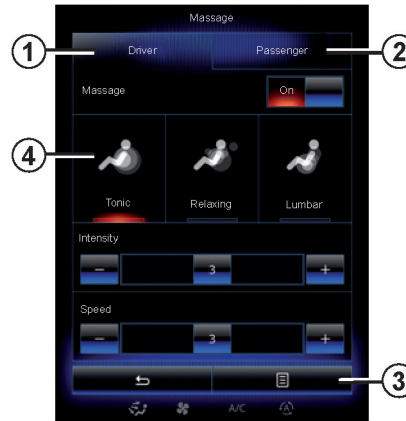 Massage
1
Driver
Passenger
2
Massage
On
4
Tonic
Relaxing
Lumbar
Intensity
−
3
+
Speed
−
3
+
3
A/C
(A)